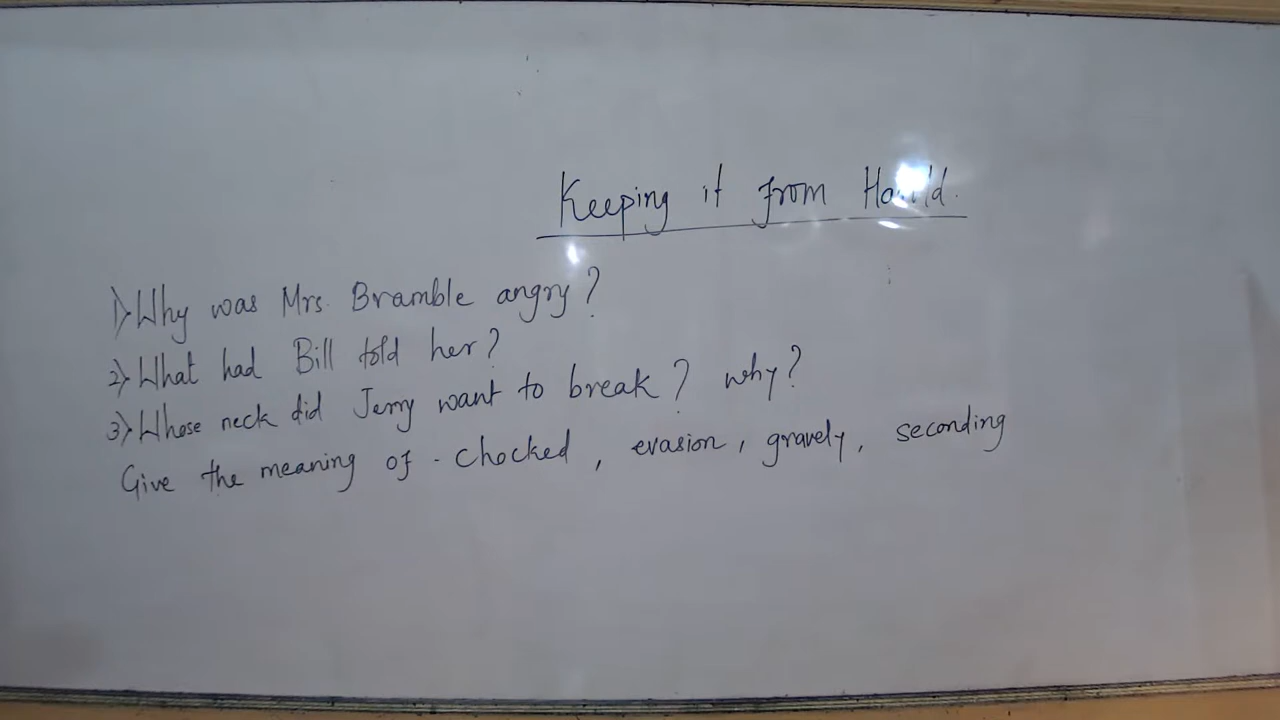 Keeping it from
1) Why was Mrs. Bramble angry?
2) What had Bill told her?
3) Whose neck did Jerry want to break? why?
Give the meaning of - chocked, evasion, gravely, seconding